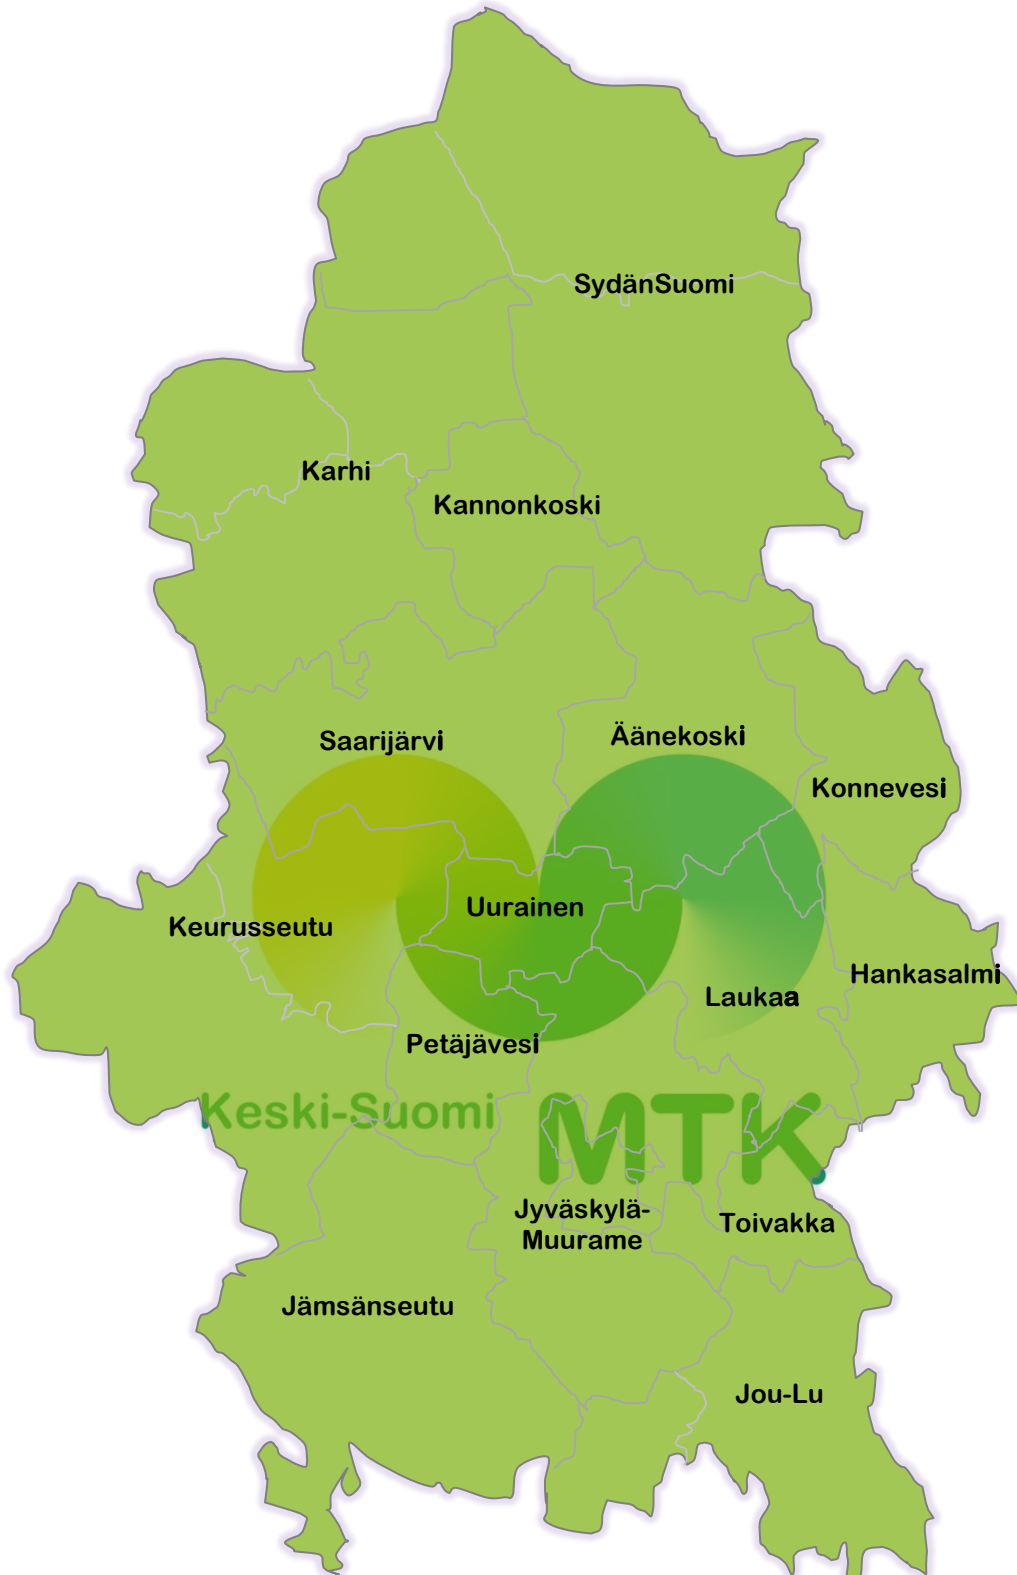 SydänSuomi
Karhi
Kannonkoski
Saarijärvi
Äänekoski
Konnevesi
Keurusseutu
Uurainen
Hankasalmi
Laukaa
Petäjävesi
Keski-Suomi
MTK.
Jyväskylä-
Muurame
Toivakka
Jämsänseutu
Jou-Lu